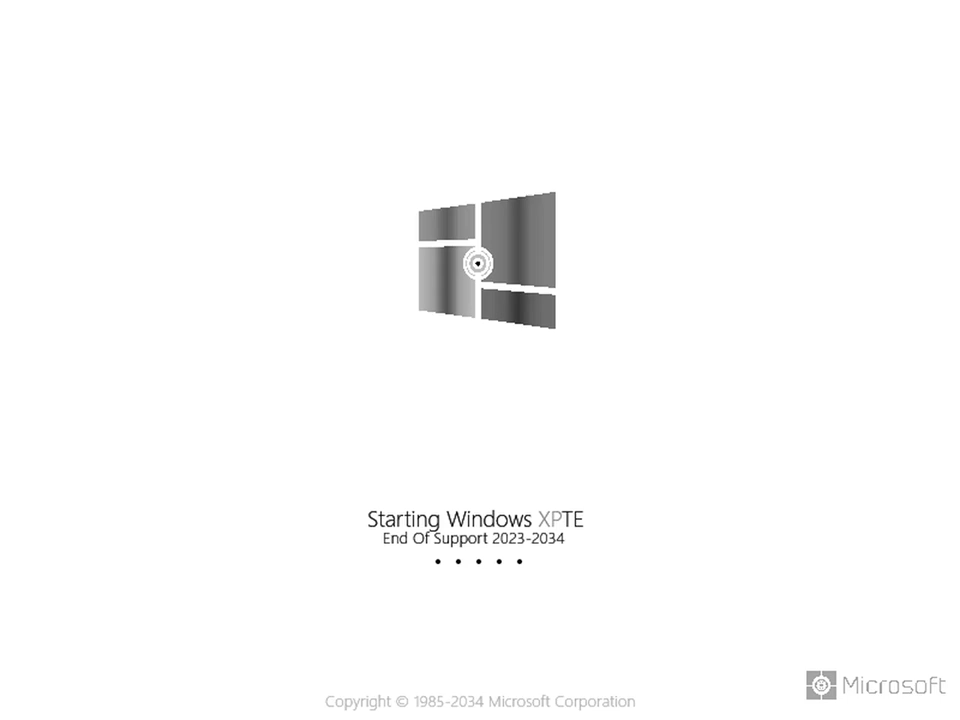 Starting Windows XPTE
End Of Support 2023-2034
Copyright © 1985-2034 Microsoft Corporation
Microsoft